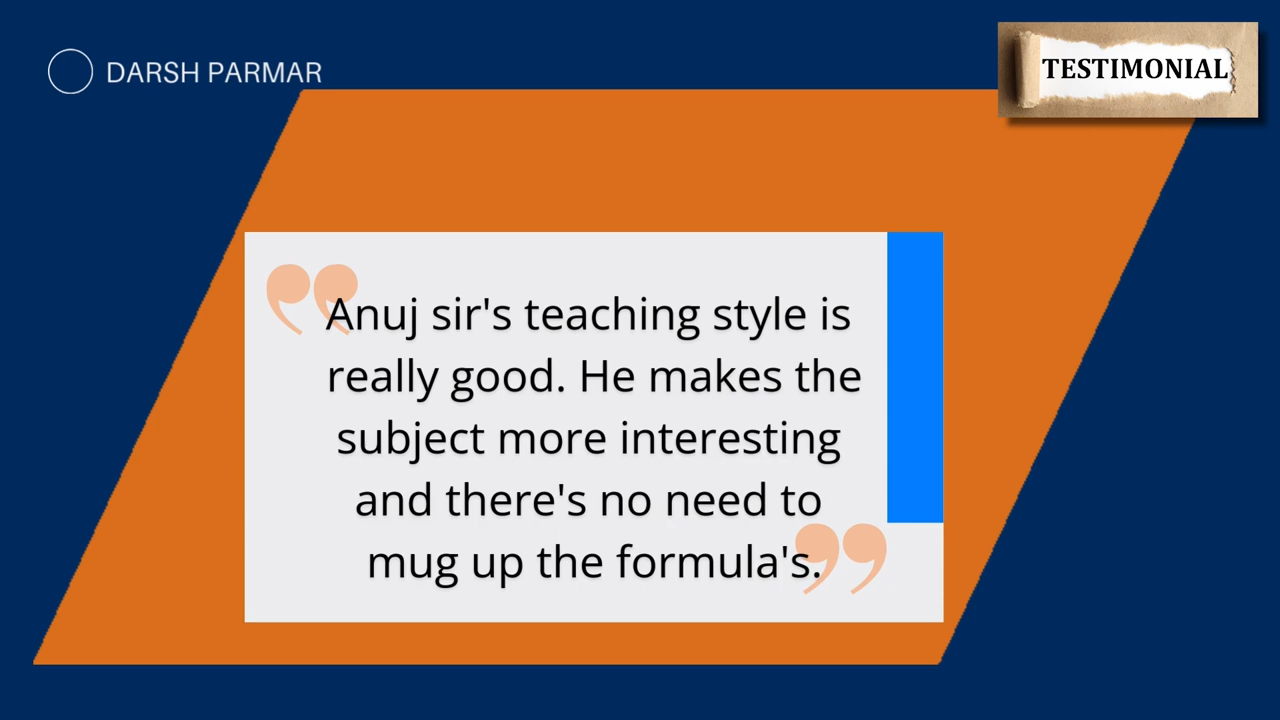 DARSH PARMAR
TESTIMONIAL
Anuj sir's teaching style is
really good. He makes the
subject more interesting
and there's no need to
mug up the formula's.